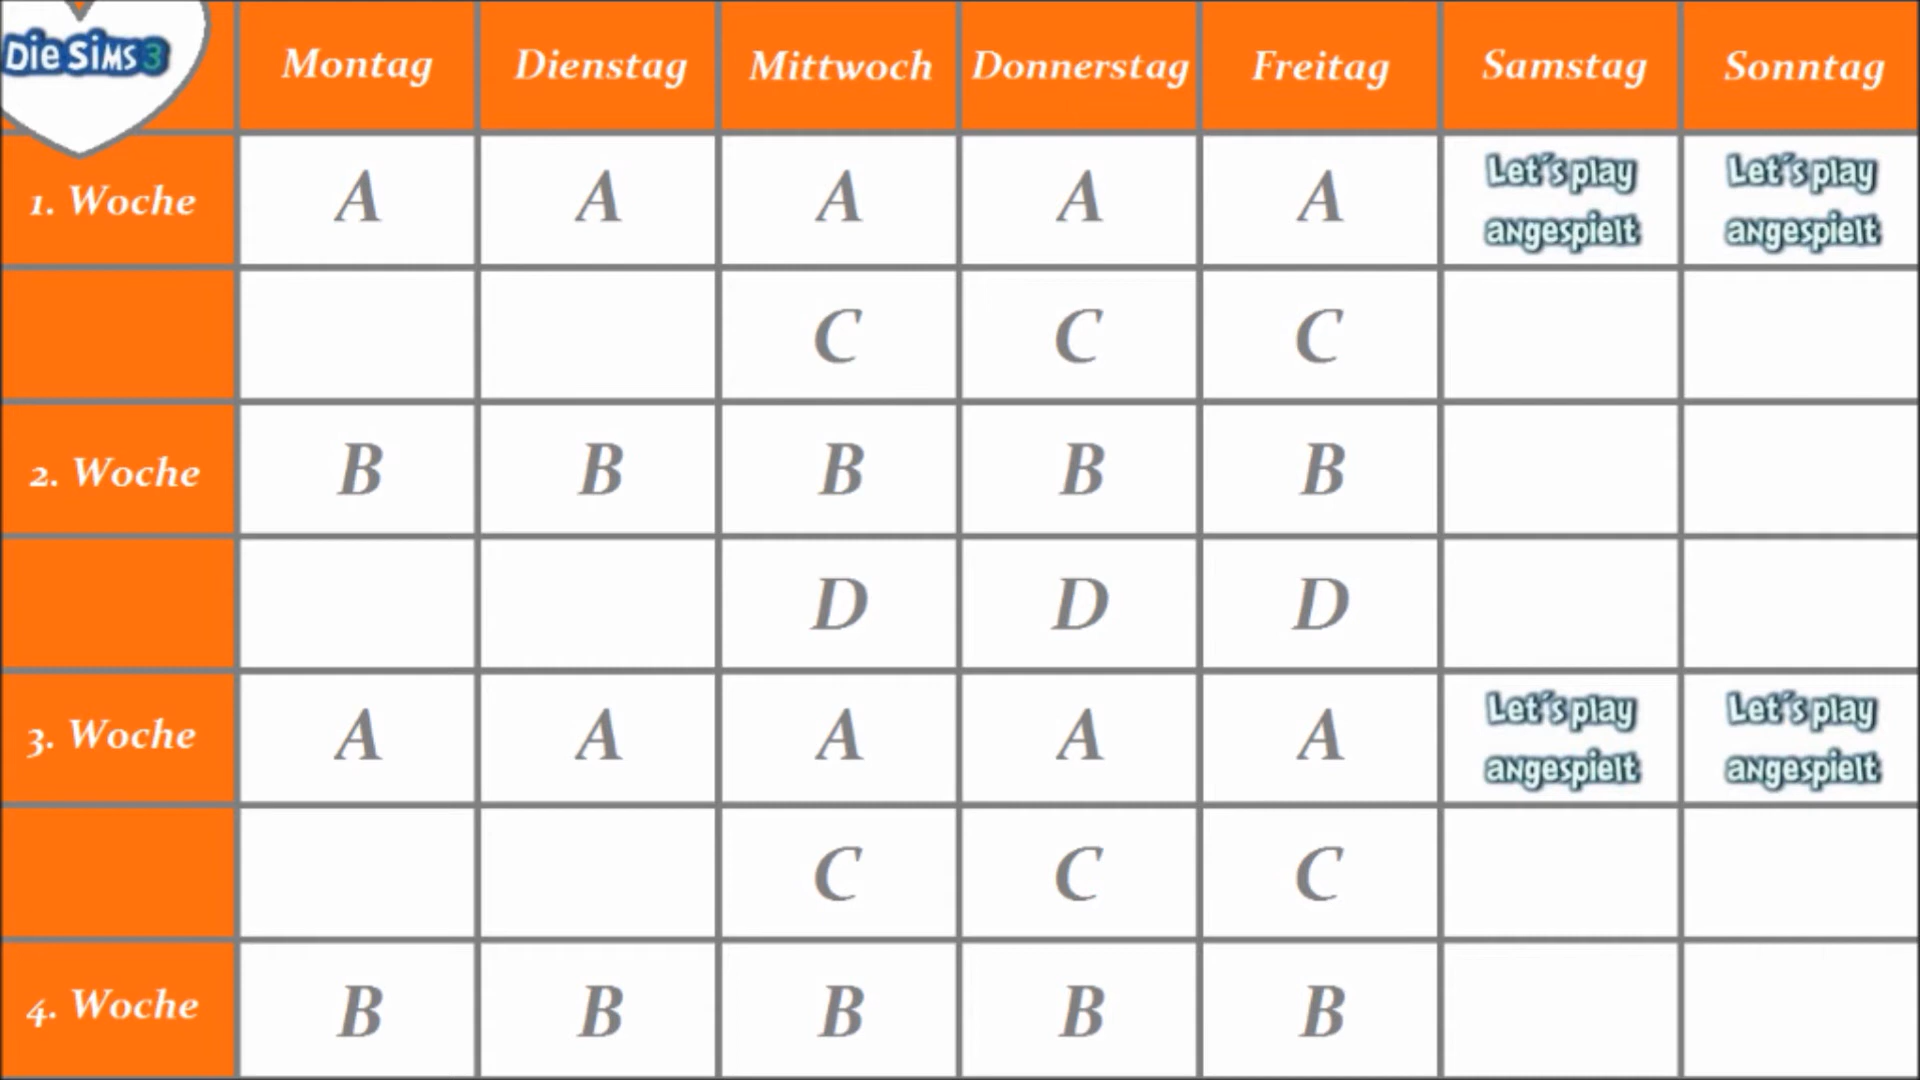 Die Sims 3
Montag Dienstag Mittwoch Donnerstag Freitag Samstag Sonntag
1. Woche A A A A A Let's play angespielt Let's play angespielt
C C C
2. Woche B B B B B
D D D
3. Woche A A A A A Let's play angespielt Let's play angespielt
C C C
4. Woche B B B B B